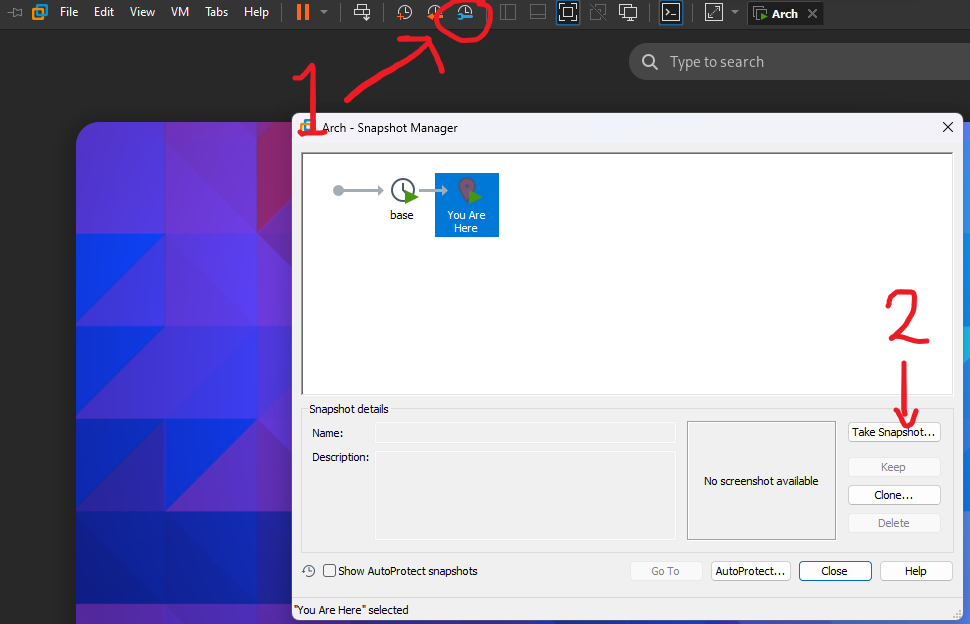 File Edit View VM Tabs Help
Arch
Type to search
1
Arch - Snapshot Manager
base
You Are
Here
2
Snapshot details
Name:
Description:
No screenshot available
Take Snapshot...
Keep
Clone...
Delete
Show AutoProtect snapshots
Go To
AutoProtect...
Close
Help
"You Are Here" selected